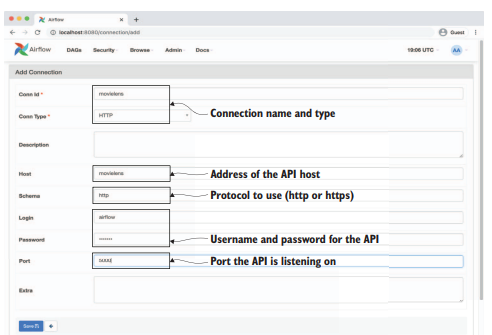 Airflow
localhost:8080/connection/add
Guest
Airflow DAGs Security Browse Admin Docs 19:08 UTC AA
Add Connection
Conn Id * movielens
Conn Type * HTTP
Connection name and type
Description
Host movielens
Address of the API host
Schema http
Protocol to use (http or https)
Login airflow
Password •••••••
Username and password for the API
Port 5000
Port the API is listening on
Extra
Save